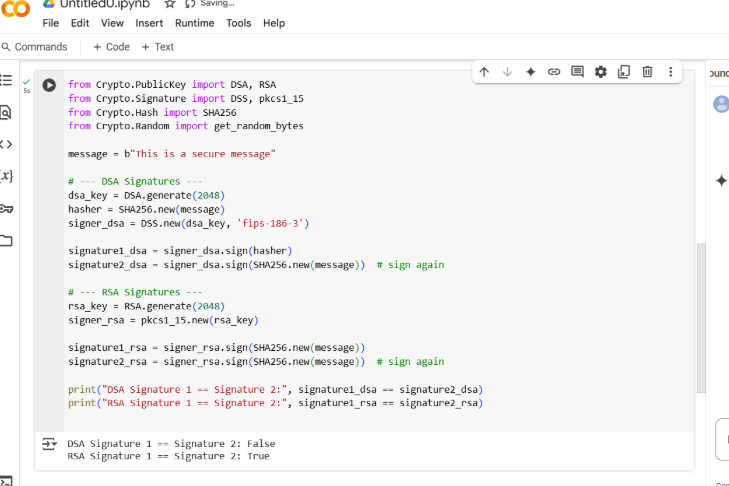 Untitled0.ipynb Saving...
File Edit View Insert Runtime Tools Help
Commands + Code + Text
5s
from Crypto.PublicKey import DSA, RSA
from Crypto.Signature import DSS, pkcs1_15
from Crypto.Hash import SHA256
from Crypto.Random import get_random_bytes
message = b"This is a secure message"
# --- DSA Signatures ---
dsa_key = DSA.generate(2048)
hasher = SHA256.new(message)
signer_dsa = DSS.new(dsa_key, 'fips-186-3')
signature1_dsa = signer_dsa.sign(hasher)
signature2_dsa = signer_dsa.sign(SHA256.new(message)) # sign again
# --- RSA Signatures ---
rsa_key = RSA.generate(2048)
signer_rsa = pkcs1_15.new(rsa_key)
signature1_rsa = signer_rsa.sign(SHA256.new(message))
signature2_rsa = signer_rsa.sign(SHA256.new(message)) # sign again
print("DSA Signature 1 == Signature 2:", signature1_dsa == signature2_dsa)
print("RSA Signature 1 == Signature 2:", signature1_rsa == signature2_rsa)
DSA Signature 1 == Signature 2: False
RSA Signature 1 == Signature 2: True